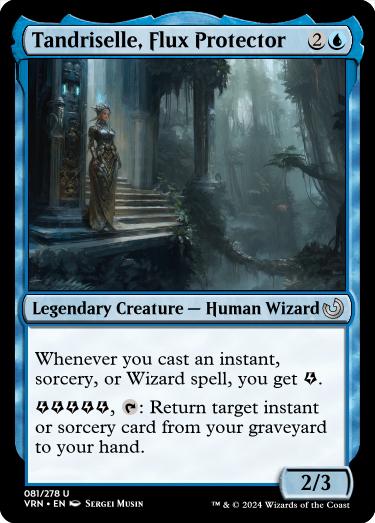 Tandriselle, Flux Protector 2
Legendary Creature — Human Wizard
Whenever you cast an instant,
sorcery, or Wizard spell, you get .
, : Return target instant
or sorcery card from your graveyard
to your hand.
2/3
081/278 U
VRN • EN Sergei Musin
™ & © 2024 Wizards of the Coast